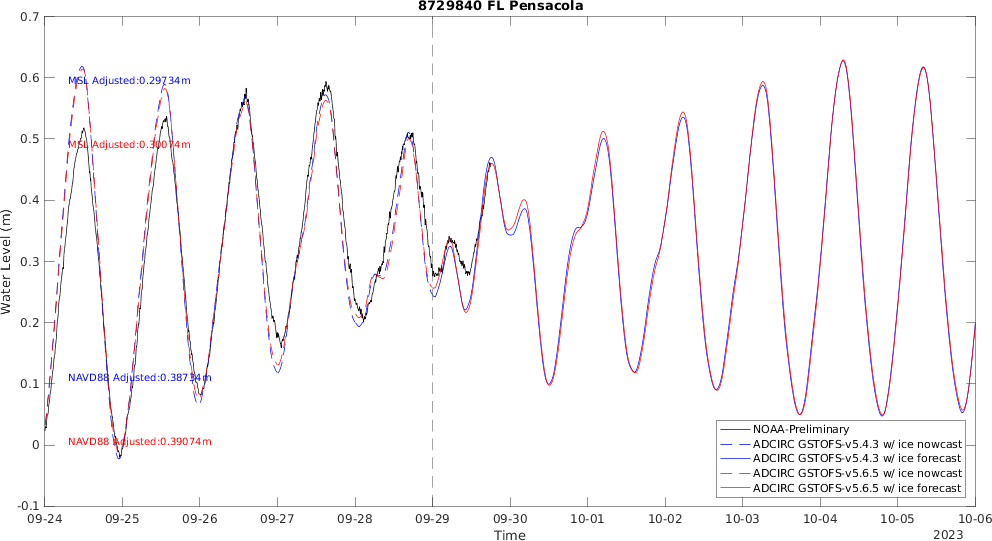 8729840 FL Pensacola
0.7
0.6
0.5
0.4
0.3
0.2
0.1
0
-0.1
Water Level (m)
MSL Adjusted:0.29734m
MSL Adjusted:0.30074m
NAVD88 Adjusted:0.38734m
NAVD88 Adjusted:0.39074m
NOAA-Preliminary
ADCIRC GSTOFS-v5.4.3 w/ ice nowcast
ADCIRC GSTOFS-v5.4.3 w/ ice forecast
ADCIRC GSTOFS-v5.6.5 w/ ice nowcast
ADCIRC GSTOFS-v5.6.5 w/ ice forecast
09-24 09-25 09-26 09-27 09-28 09-29 09-30 10-01 10-02 10-03 10-04 10-05 10-06
Time
2023